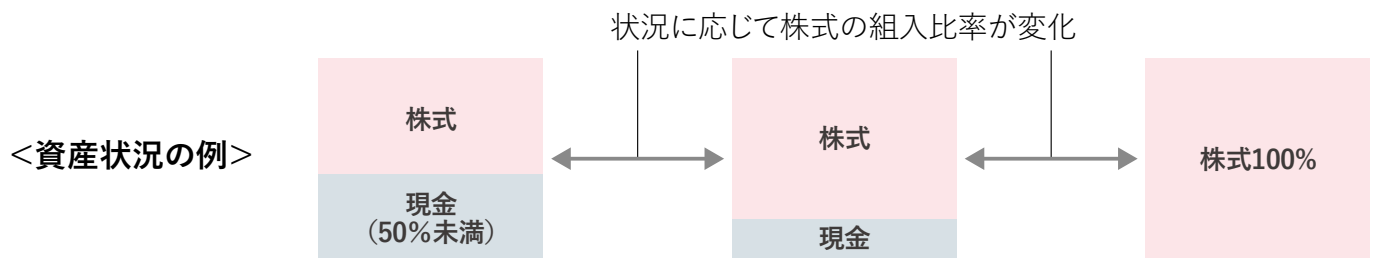 状況に応じて株式の組入比率が変化
<資産状況の例>
株式
現金
（50％未満）
株式
現金
株式100%